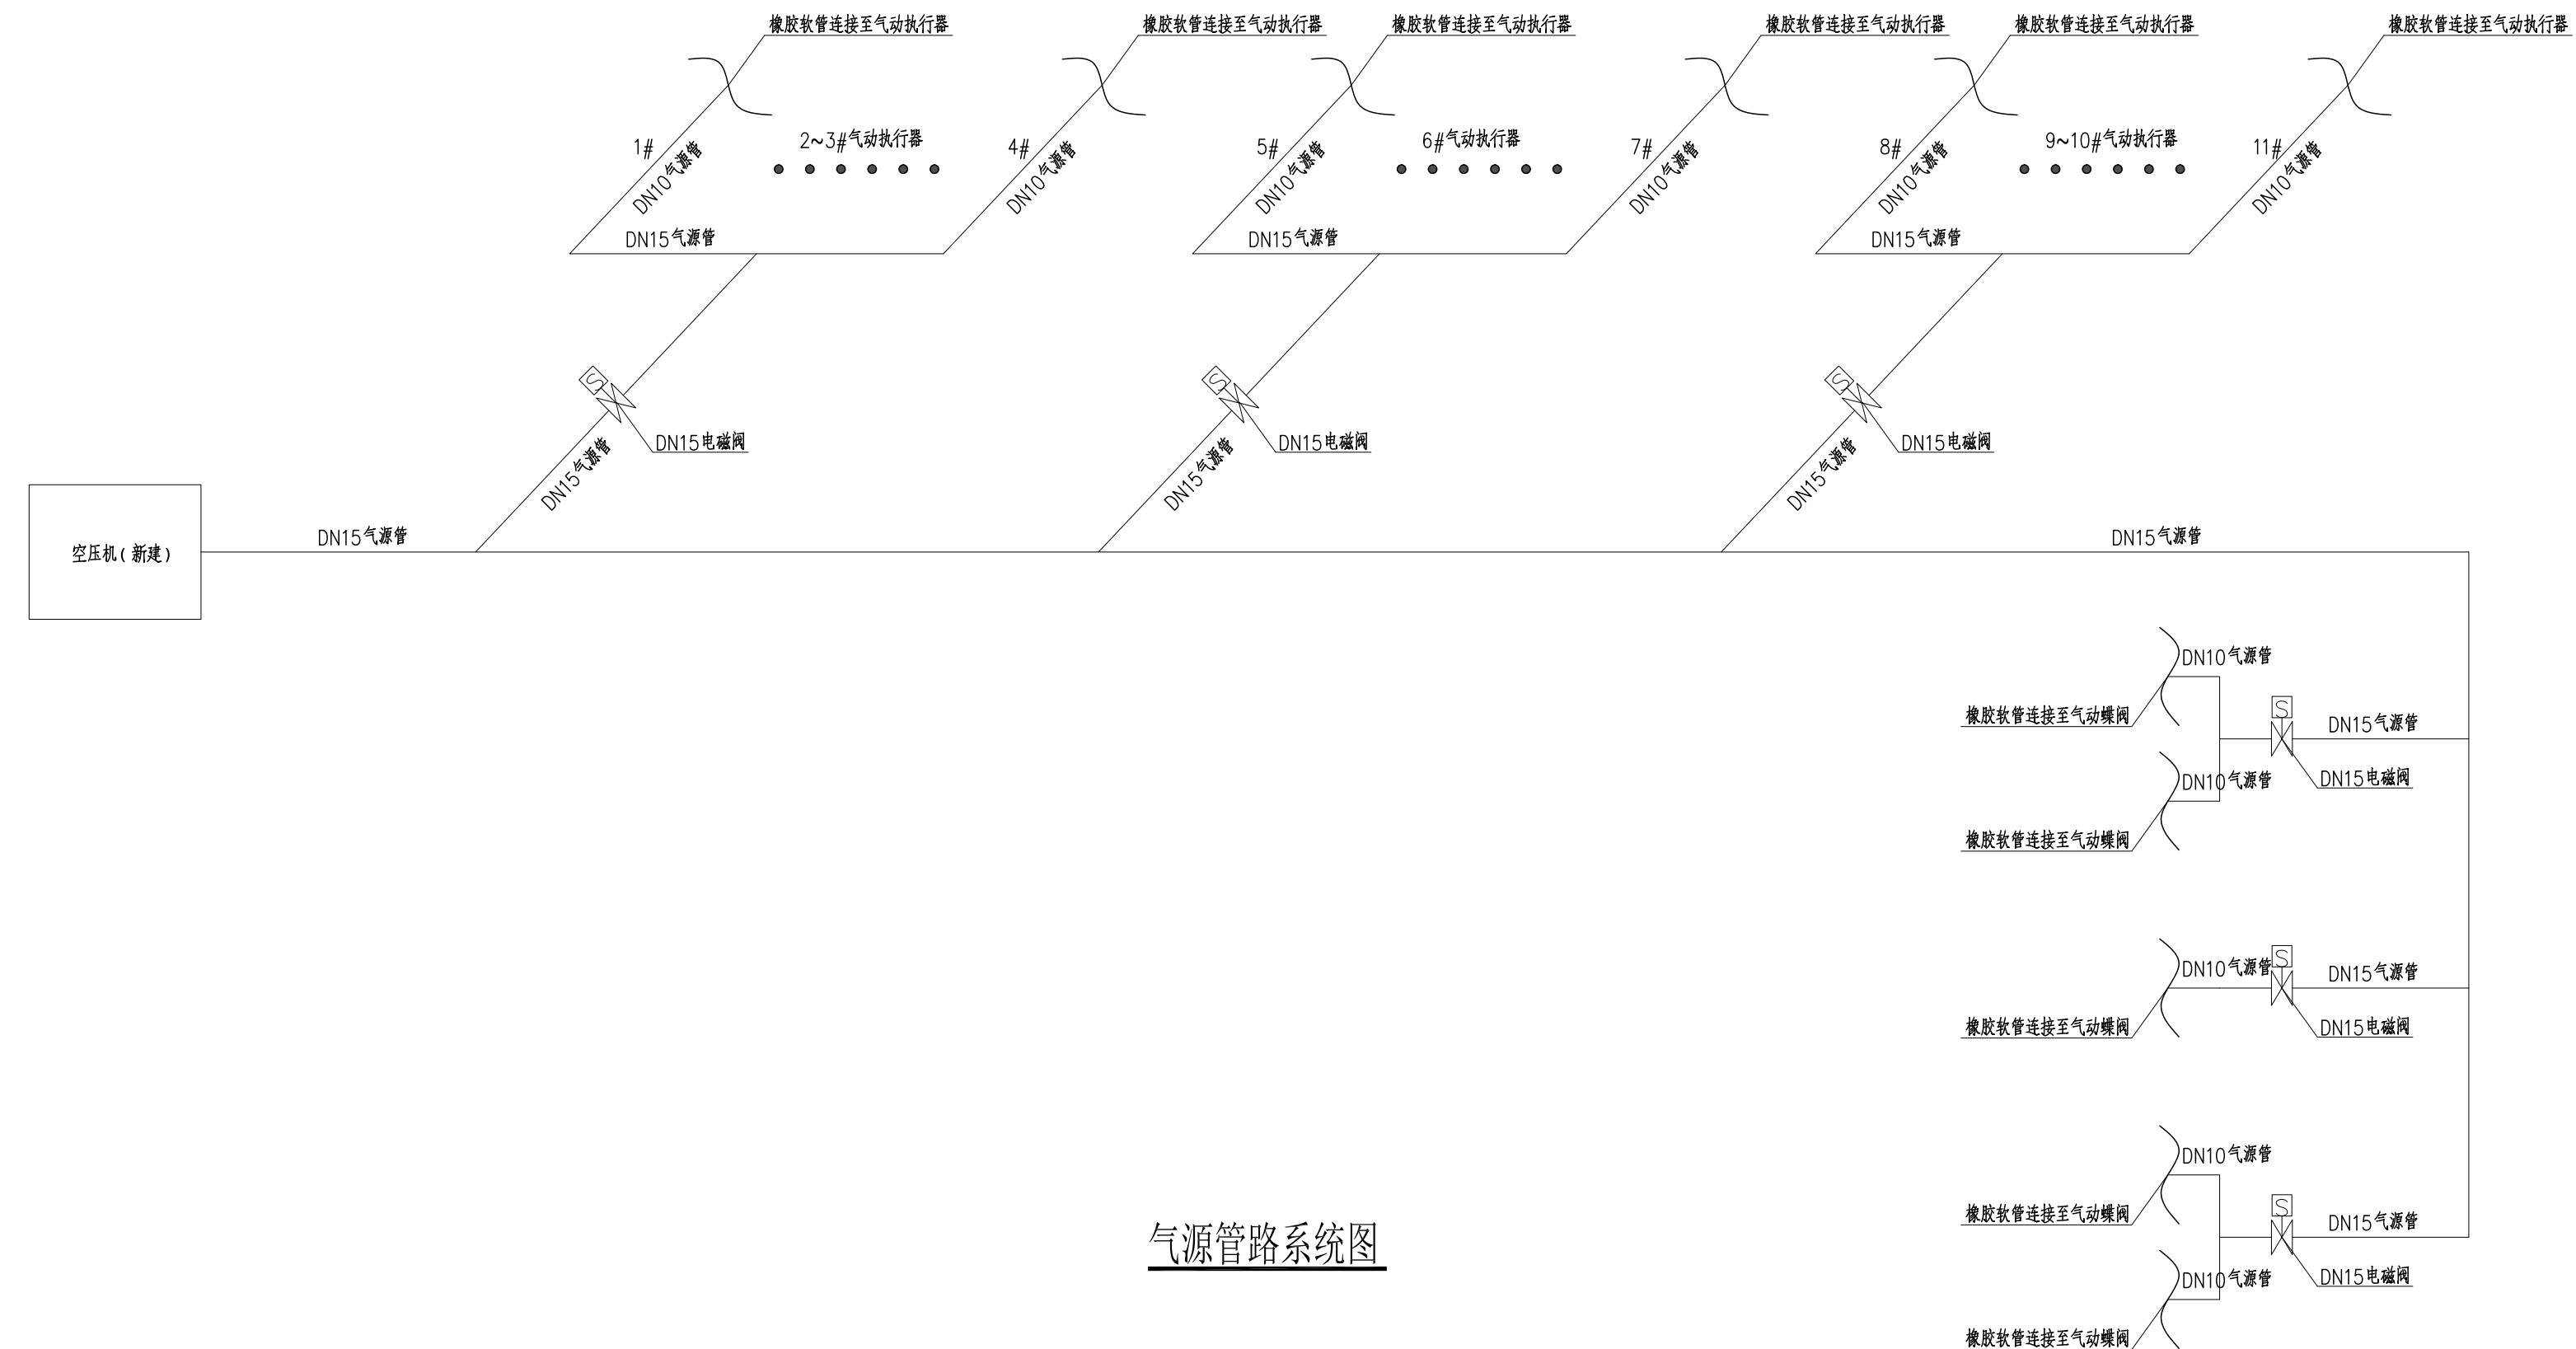 橡胶软管连接至气动执行器
橡胶软管连接至气动执行器
橡胶软管连接至气动执行器
橡胶软管连接至气动执行器
橡胶软管连接至气动执行器
橡胶软管连接至气动执行器
1#
DN10气源管
2~3#气动执行器
4#
DN10气源管
5#
DN10气源管
6#气动执行器
7#
DN10气源管
8#
DN10气源管
9~10#气动执行器
11#
DN10气源管
DN15气源管
DN15气源管
DN15气源管
S
S
S
DN15电磁阀
DN15电磁阀
DN15电磁阀
DN15气源管
DN15气源管
DN15气源管
空压机(新建)
DN15气源管
DN15气源管
DN10气源管
橡胶软管连接至气动蝶阀
S
DN15气源管
DN10气源管
DN15电磁阀
橡胶软管连接至气动蝶阀
DN10气源管
S
DN15气源管
橡胶软管连接至气动蝶阀
DN15电磁阀
DN10气源管
橡胶软管连接至气动蝶阀
S
DN15气源管
DN10气源管
DN15电磁阀
橡胶软管连接至气动蝶阀
气源管路系统图